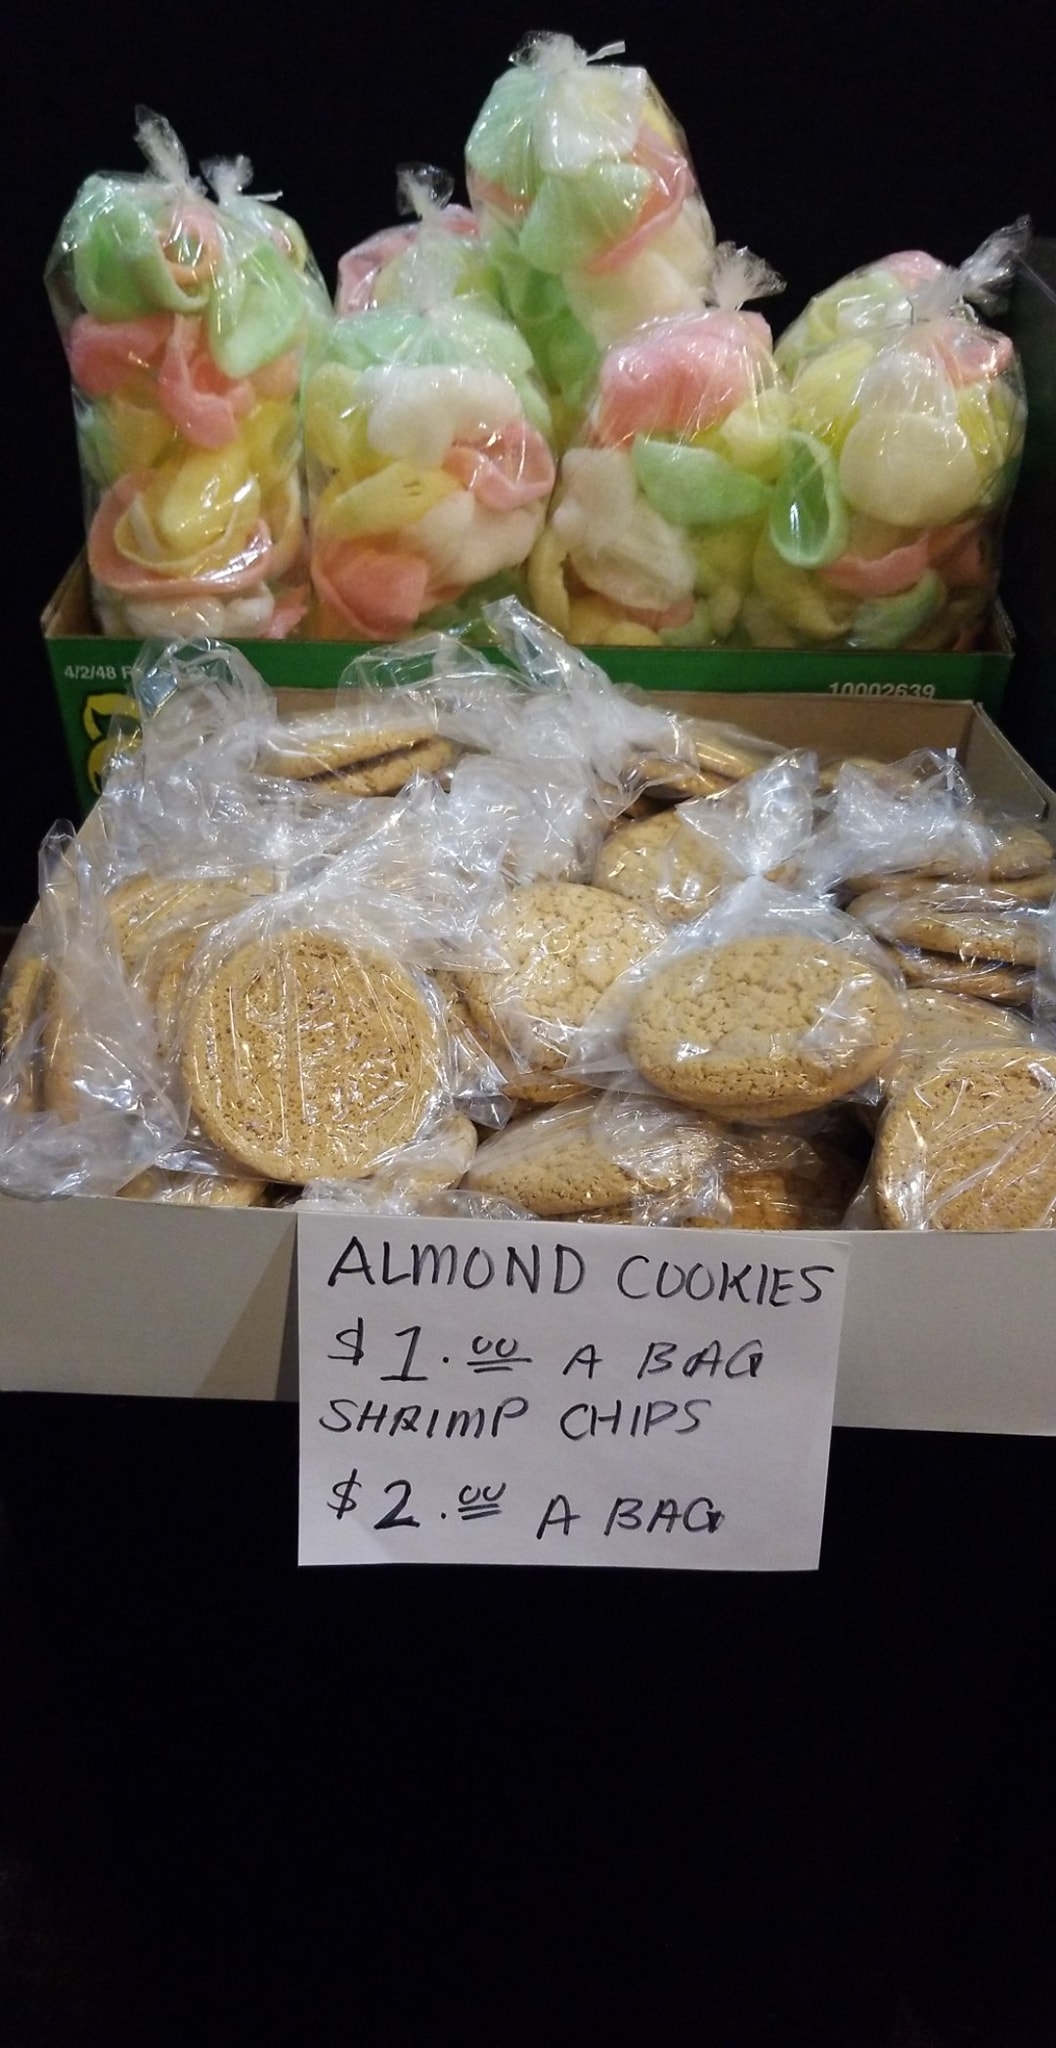 4/2/48
10002639
ALMOND COOKIES
$1.00 A BAG
SHRIMP CHIPS
$2.00 A BAG